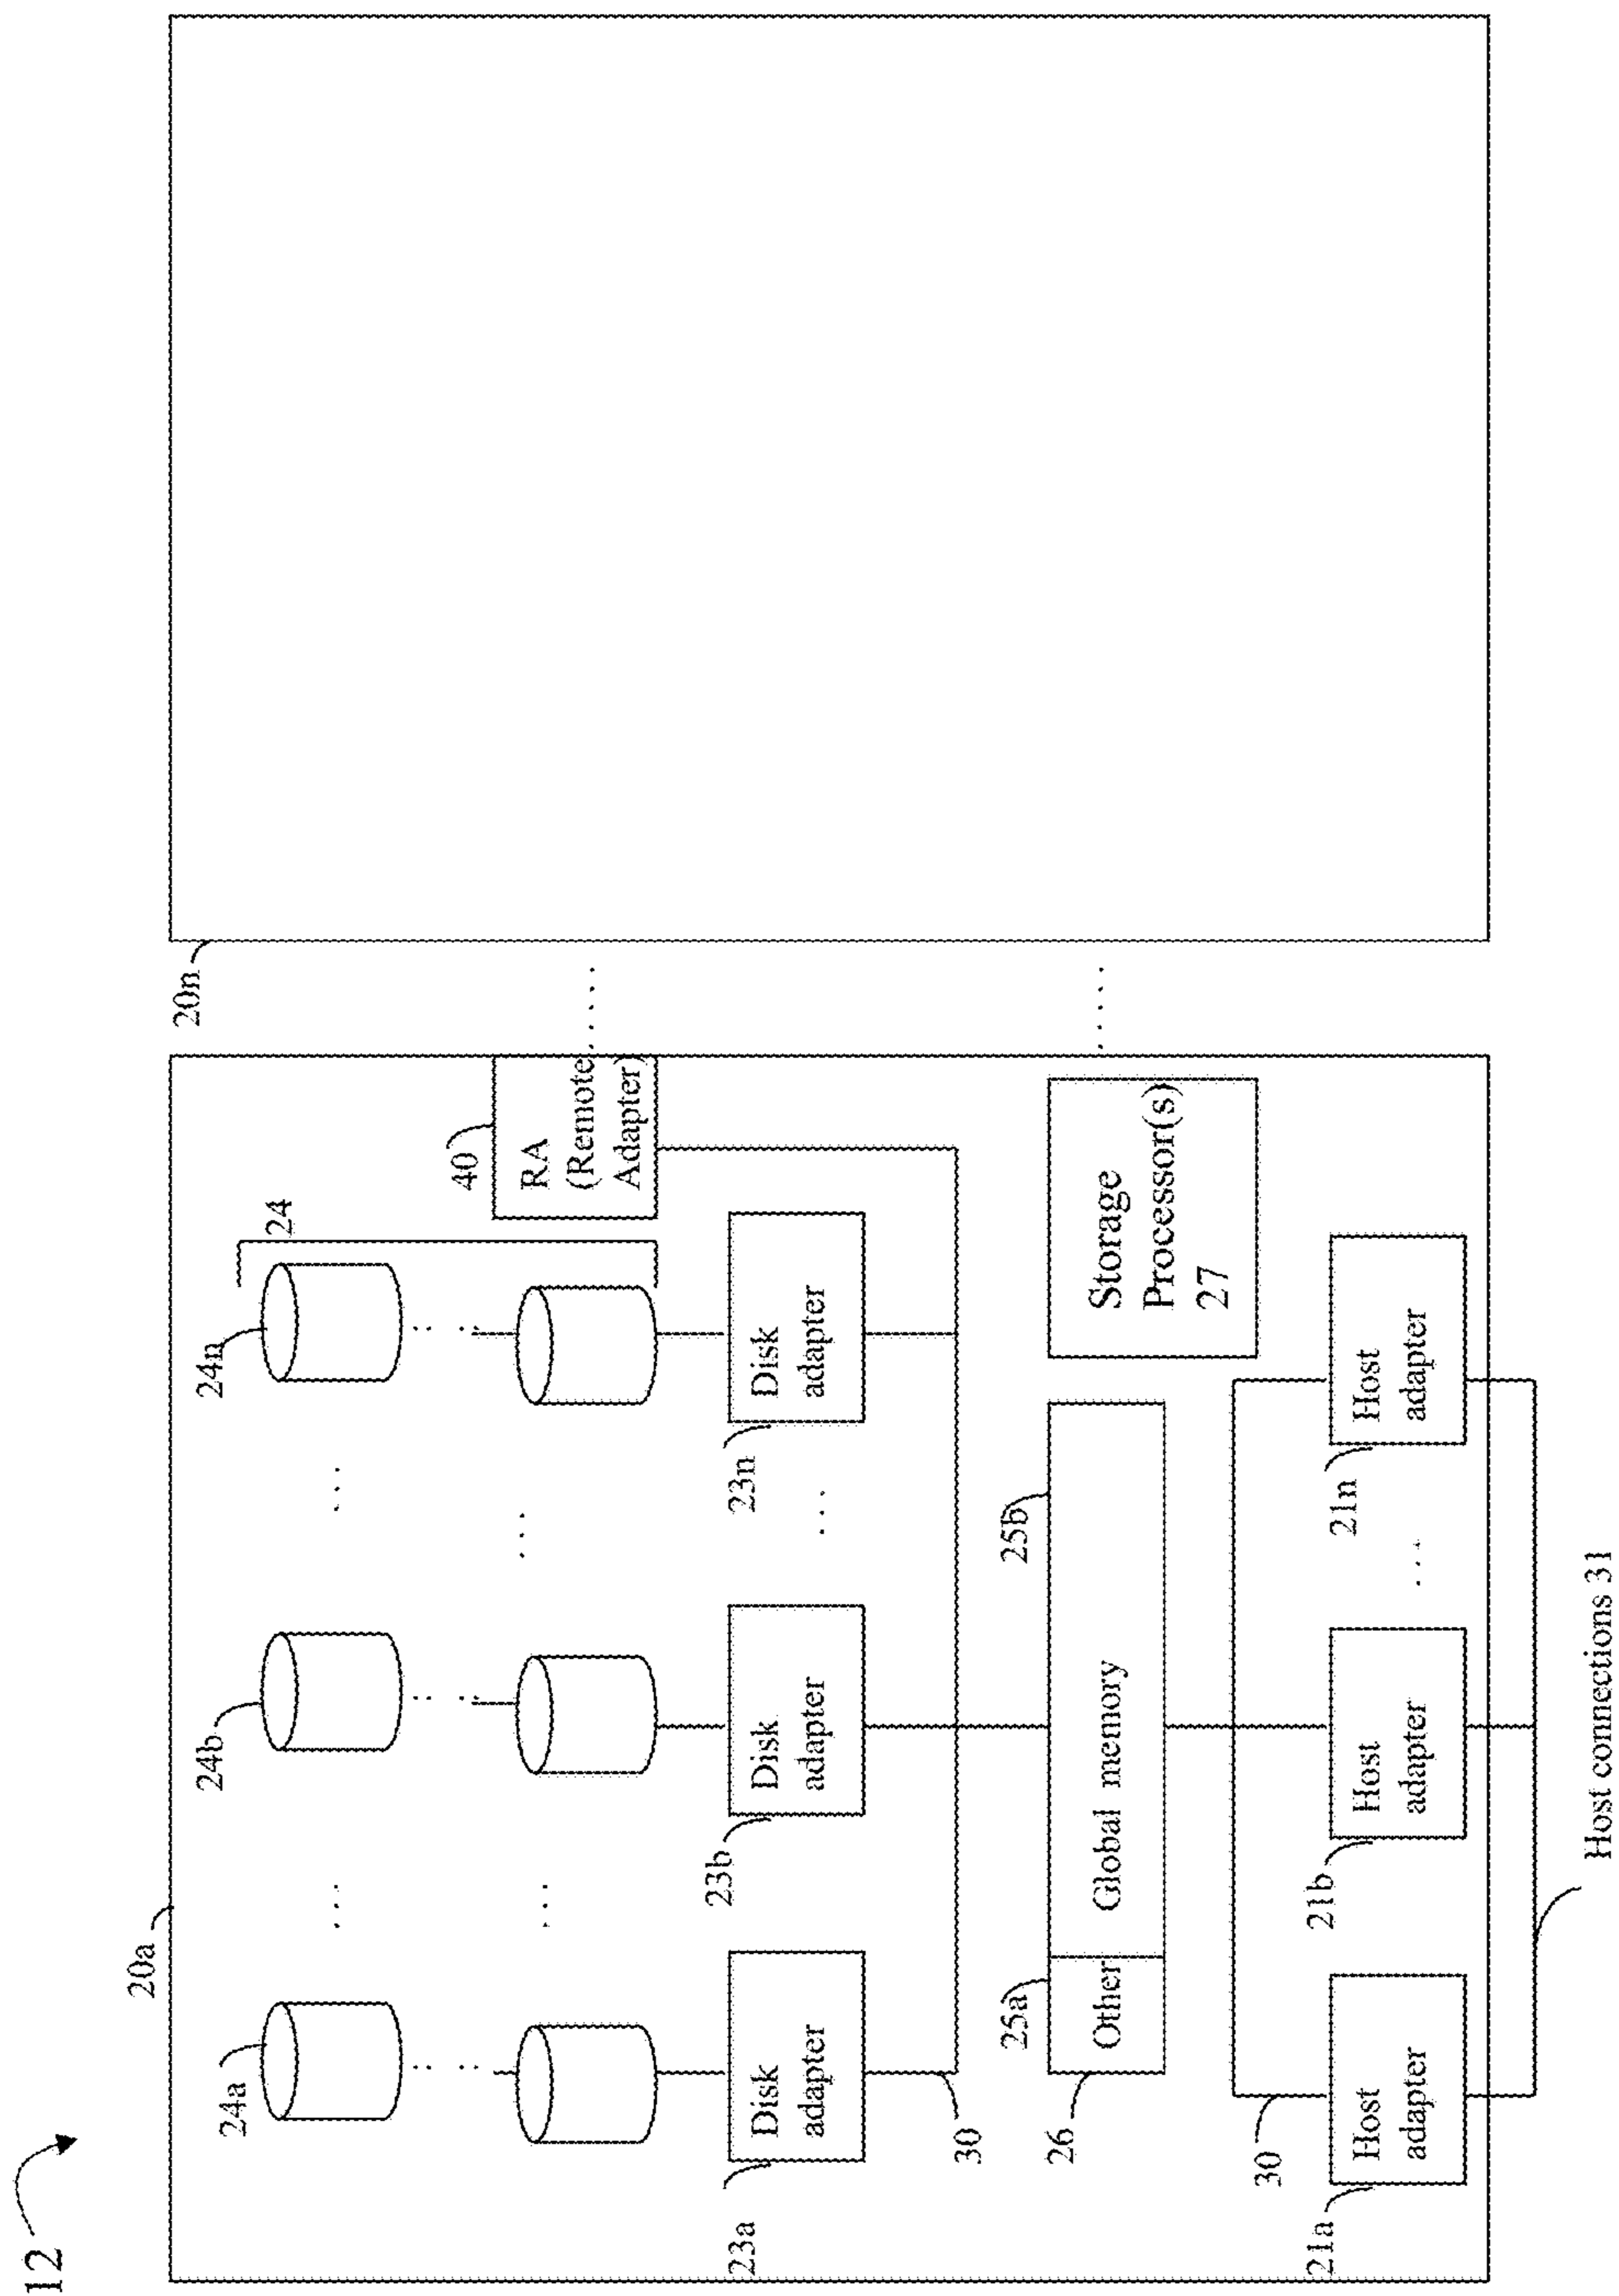 12
20a
20n
24a
24b
24n
24
40
RA
(Remote
Adapter)
23a
Disk
adapter
23b
Disk
adapter
23n
Disk
adapter
30
25a
25b
26
Other
Global memory
Storage
Processor(s)
27
30
21a
Host
adapter
21b
Host
adapter
21n
Host
adapter
Host connections 31